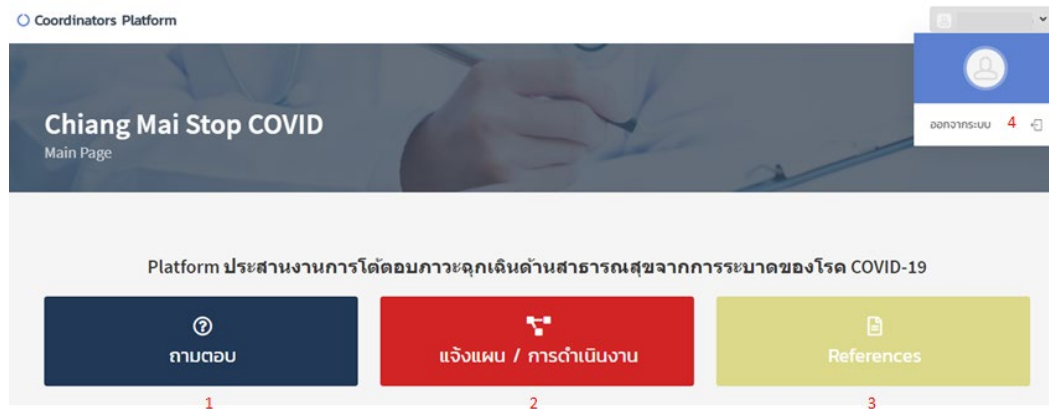 Coordinators Platform
Chiang Mai Stop COVID
Main Page
ออกจากระบบ 4
Platform ประสานงานการโต้ตอบภาวะฉุกเฉินด้านสาธารณสุขจากการระบาดของโรค COVID-19
ถามตอบ
แจ้งแผน / การดำเนินงาน
References
1
2
3